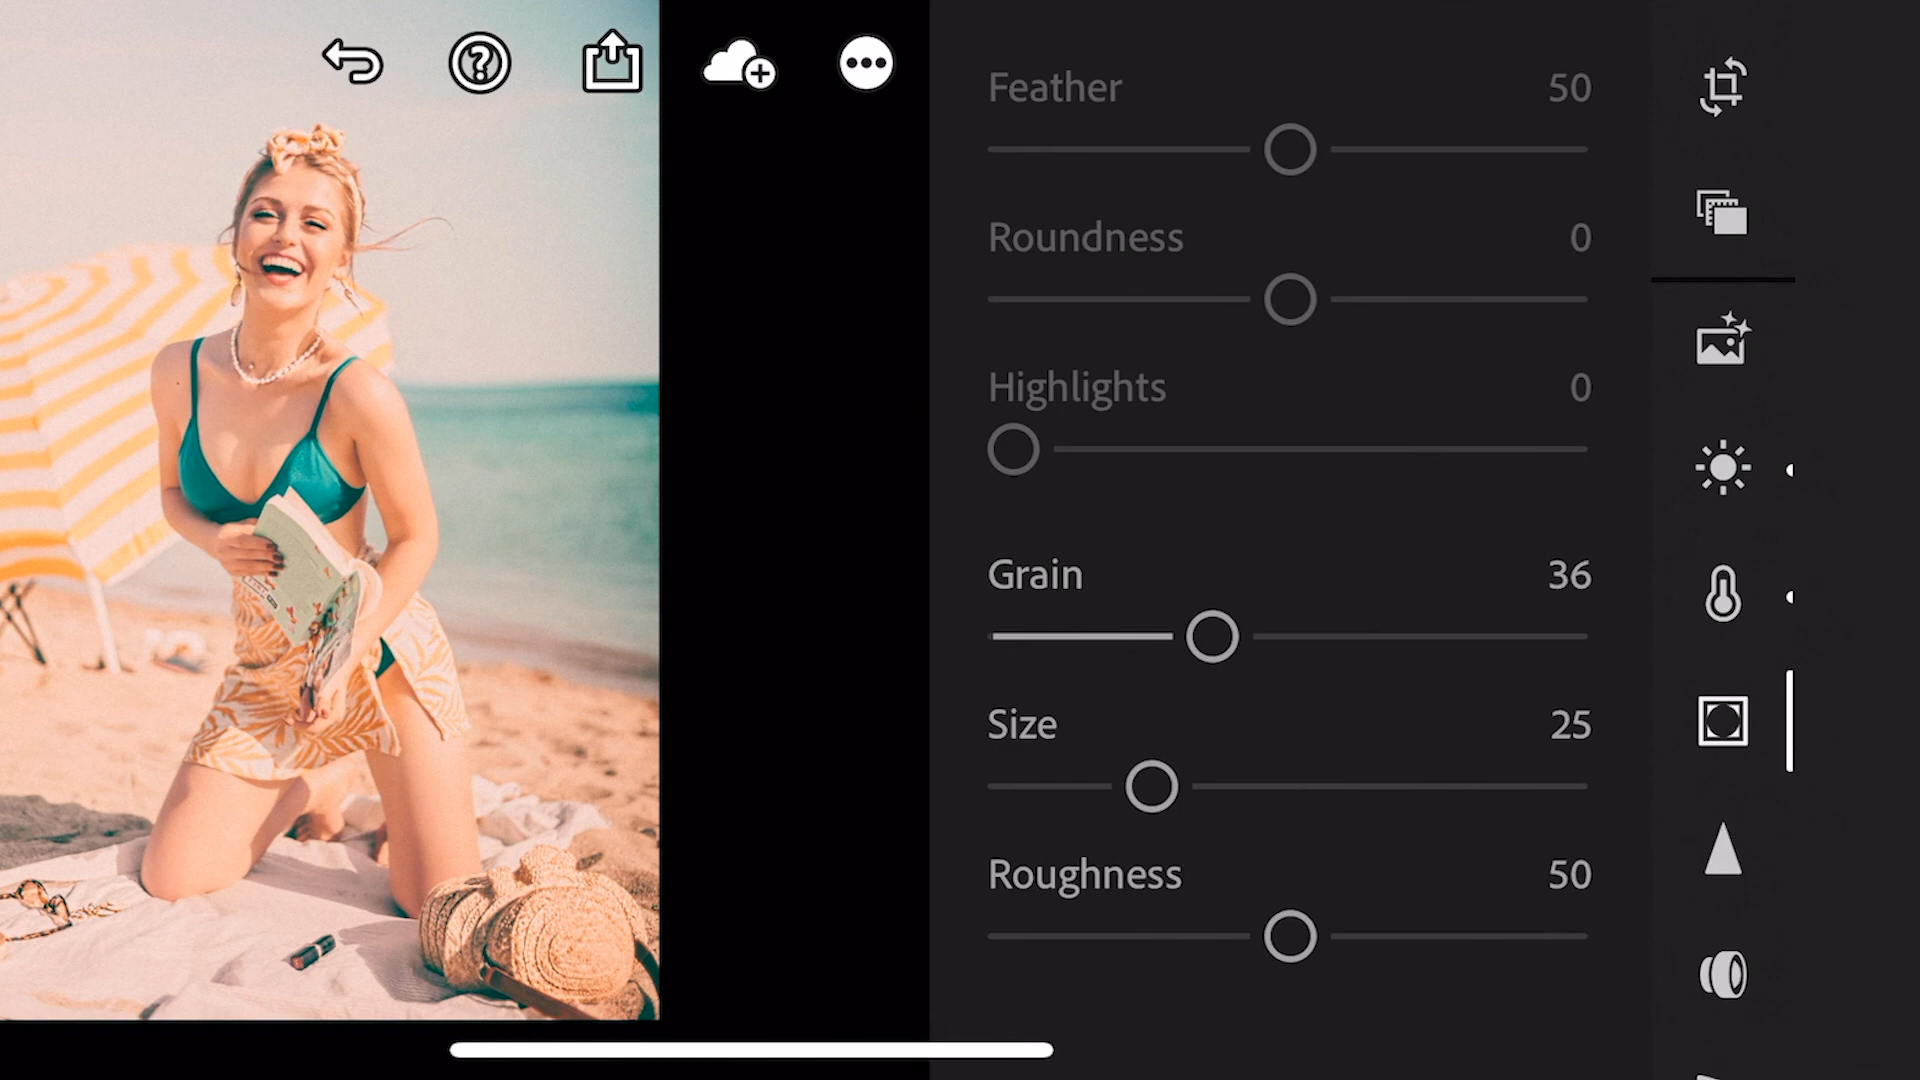 Feather 50
Roundness 0
Highlights 0
Grain 36
Size 25
Roughness 50